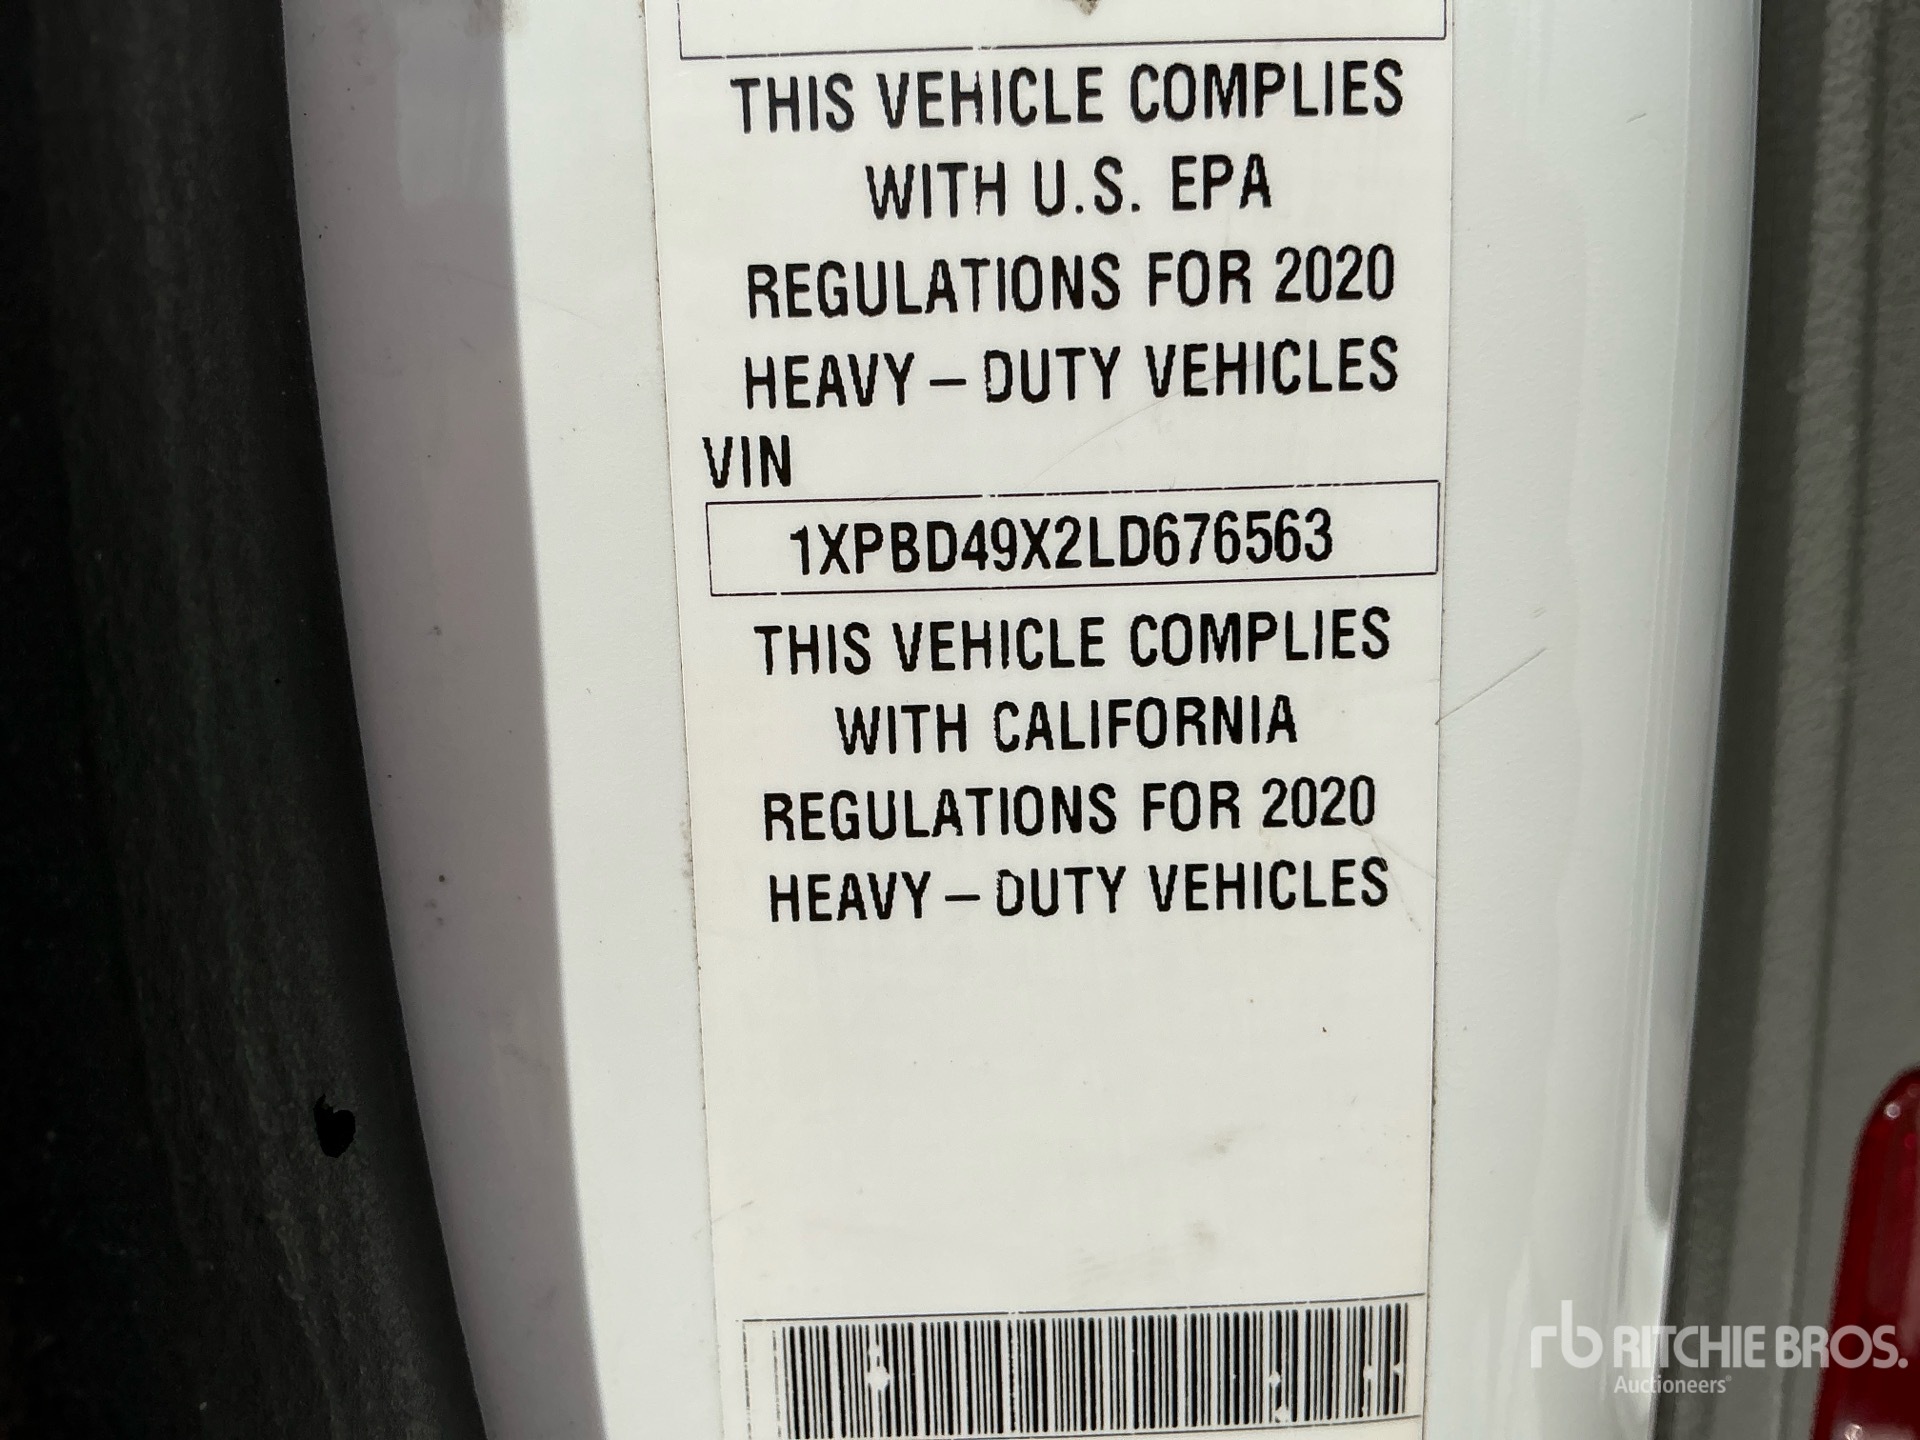 THIS VEHICLE COMPLIES
WITH U.S. EPA
REGULATIONS FOR 2020
HEAVY – DUTY VEHICLES
VIN
1XPBD49X2LD676563
THIS VEHICLE COMPLIES
WITH CALIFORNIA
REGULATIONS FOR 2020
HEAVY – DUTY VEHICLES
rb RITCHIE BROS.
Auctioneers